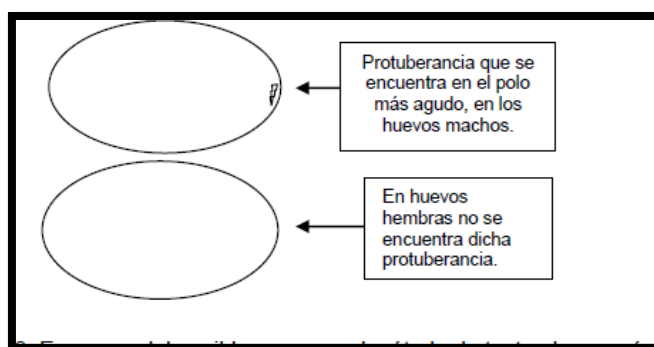 Protuberancia que se
encuentra en el polo
más agudo, en los
huevos machos.
En huevos
hembras no se
encuentra dicha
protuberancia.